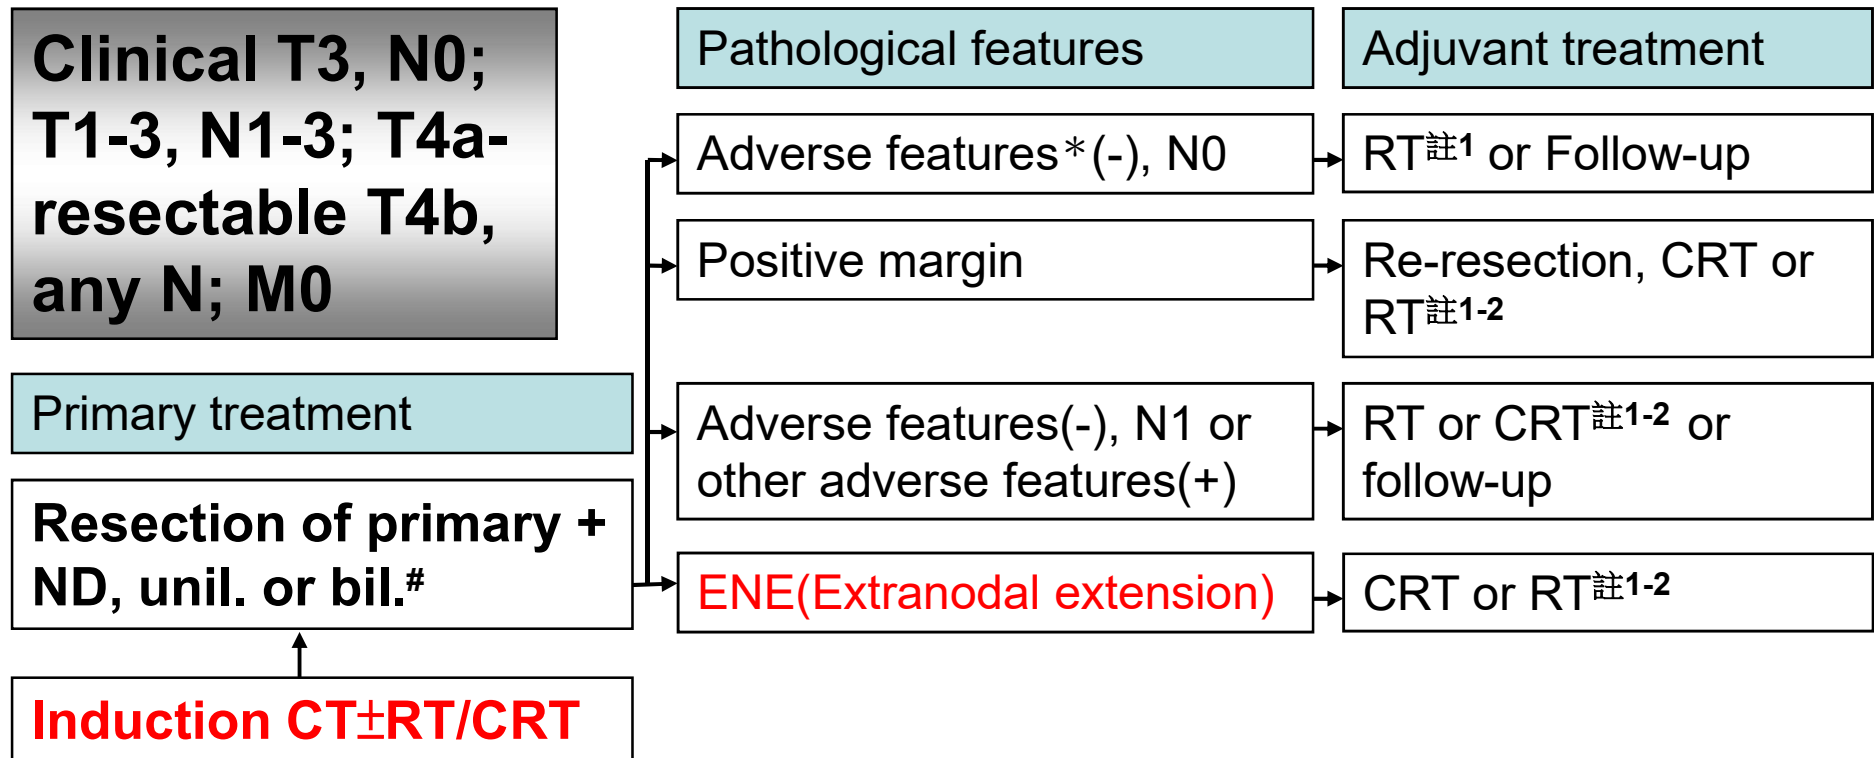 Clinical T3, N0;
T1-3, N1-3; T4a-
resectable T4b,
any N; M0
Primary treatment
Resection of primary +
ND, unil. or bil.#
Induction CT±RT/CRT
Pathological features
Adjuvant treatment
Adverse features*(-), N0
RT註1 or Follow-up
Positive margin
Re-resection, CRT or
RT註1-2
Adverse features(-), N1 or
other adverse features(+)
RT or CRT註1-2 or
follow-up
ENE(Extranodal extension)
CRT or RT註1-2